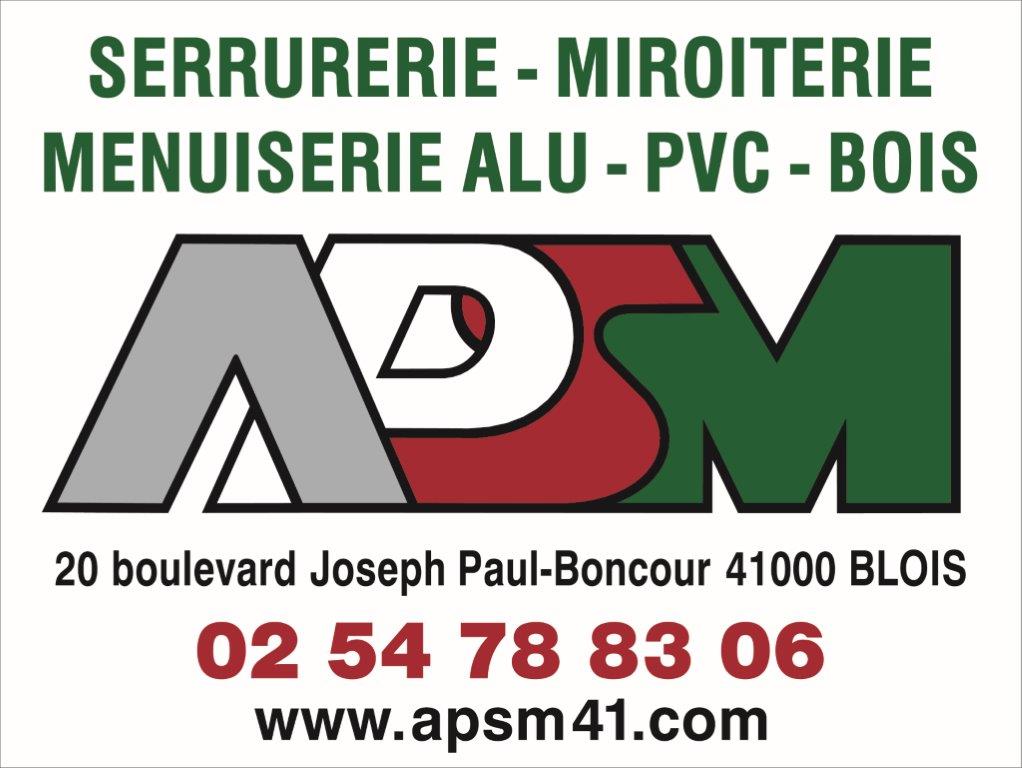 SERRURERIE - MIROITERIE
MENUISERIE ALU - PVC - BOIS
APSM
20 boulevard Joseph Paul-Boncour 41000 BLOIS
02 54 78 83 06
www.apsm41.com